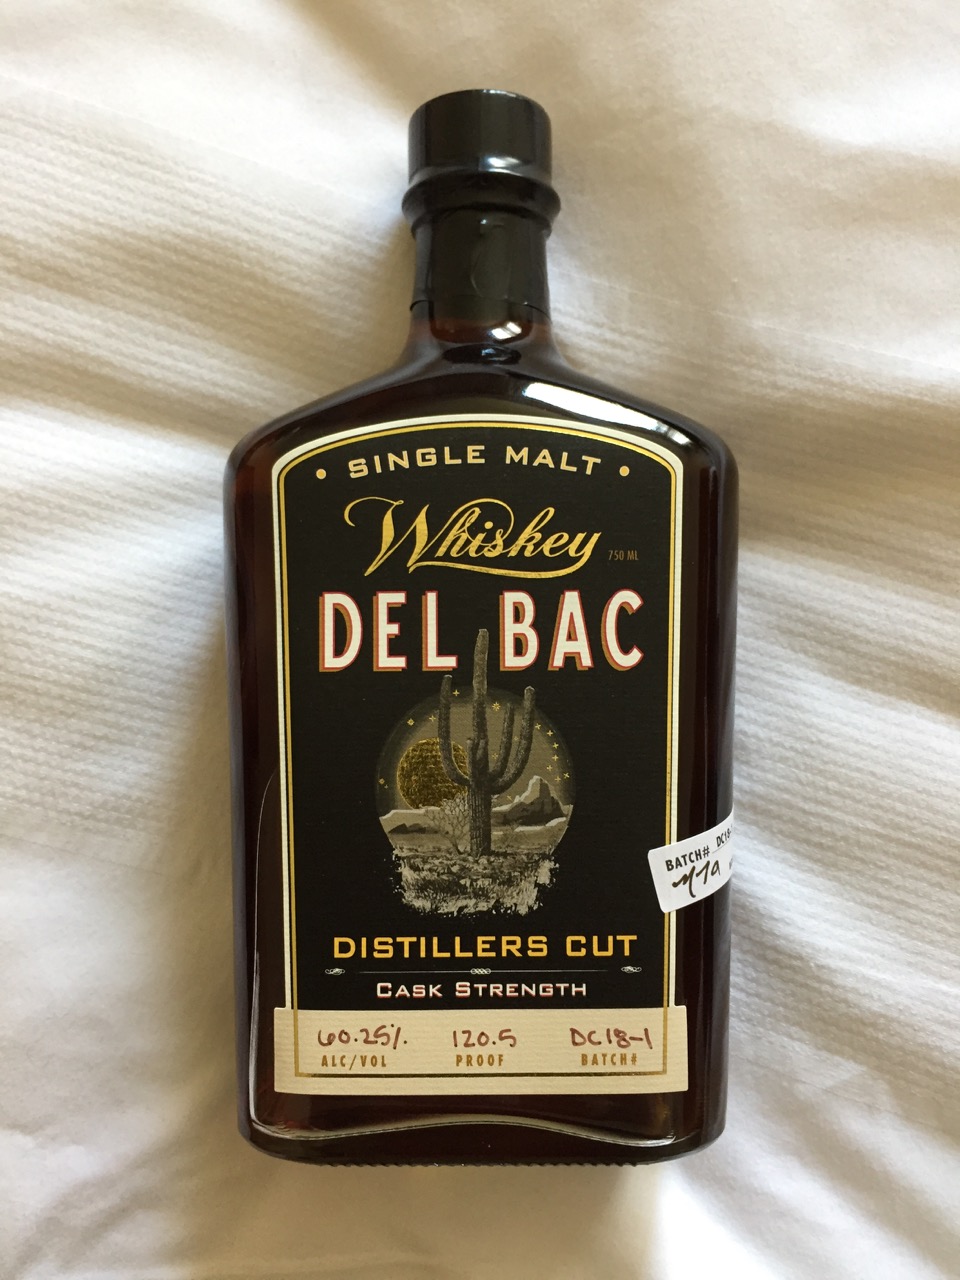 • SINGLE MALT •
Whiskey
750 ML
DEL BAC
BATCH# DC18-
DISTILLERS CUT
CASK STRENGTH
60.25% 120.5 DC18-1
ALC/VOL PROOF BATCH#